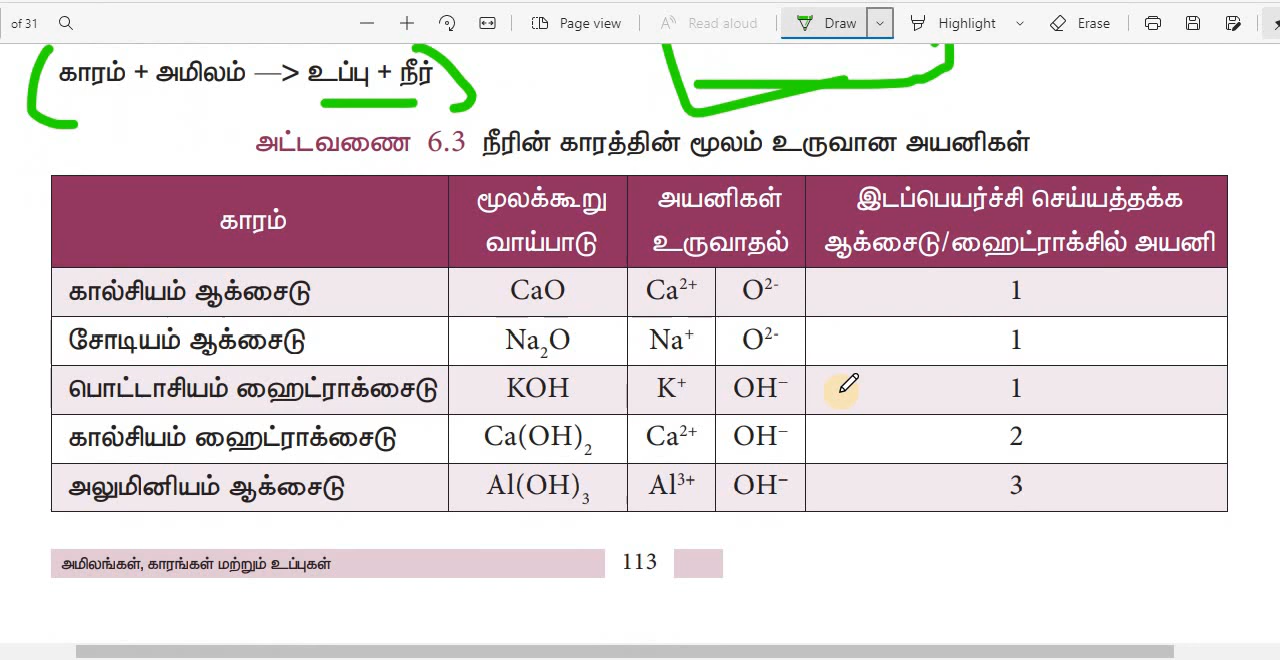 of 31 Page view Read aloud Draw Highlight Erase
காரம் + அமிலம் —> உப்பு + நீர்
அட்டவணை 6.3 நீரின் காரத்தின் மூலம் உருவான அயனிகள்
காரம் மூலக்கூறு வாய்பாடு அயனிகள் உருவாதல் இடப்பெயர்ச்சி செய்யத்தக்க ஆக்சைடு/ஹைட்ராக்சில் அயனி
கால்சியம் ஆக்சைடு CaO Ca²⁺ O²⁻ 1
சோடியம் ஆக்சைடு Na₂O Na⁺ O²⁻ 1
பொட்டாசியம் ஹைட்ராக்சைடு KOH K⁺ OH⁻ 1
கால்சியம் ஹைட்ராக்சைடு Ca(OH)₂ Ca²⁺ OH⁻ 2
அலுமினியம் ஆக்சைடு Al(OH)₃ Al³⁺ OH⁻ 3
அமிலங்கள், காரங்கள் மற்றும் உப்புகள் 113